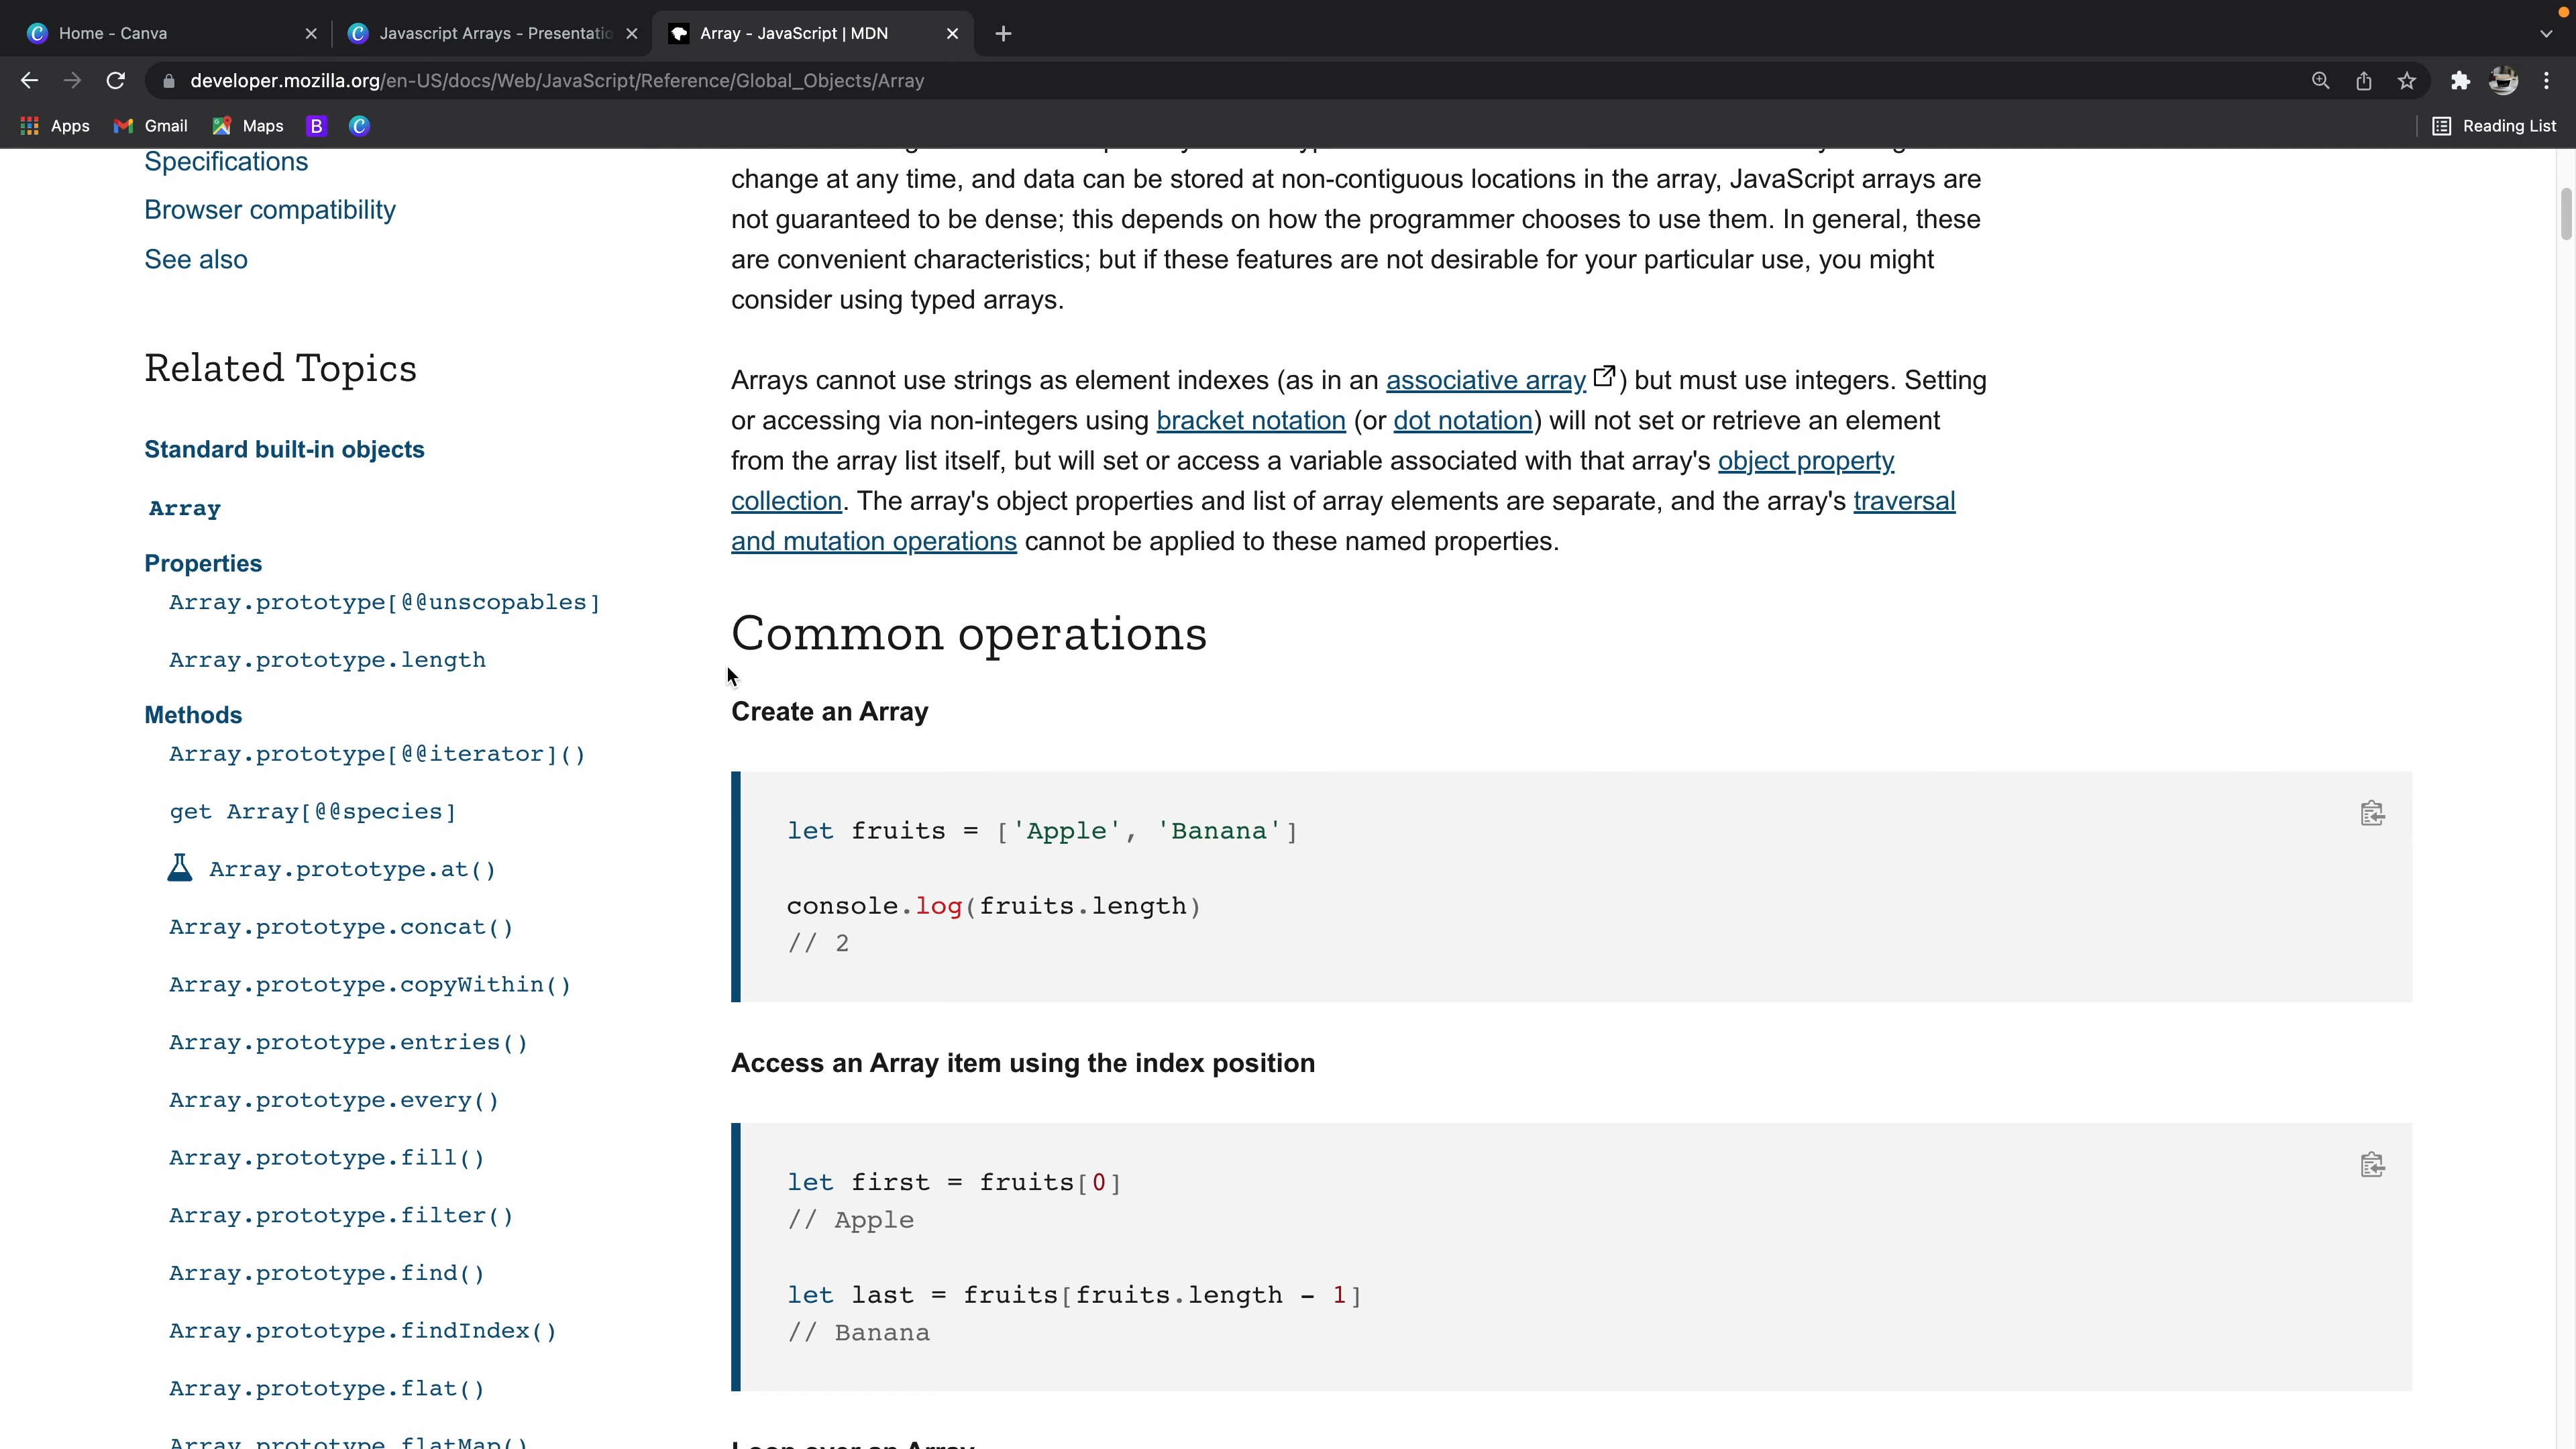 Home - Canva
Javascript Arrays - Presentatio
Array - JavaScript | MDN
developer.mozilla.org/en-US/docs/Web/JavaScript/Reference/Global_Objects/Array
Apps
Gmail
Maps
B
Reading List
Specifications
Browser compatibility
See also
Related Topics
Standard built-in objects
Array
Properties
Array.prototype[@@unscopables]
Array.prototype.length
Methods
Array.prototype[@@iterator]()
get Array[@@species]
Array.prototype.at()
Array.prototype.concat()
Array.prototype.copyWithin()
Array.prototype.entries()
Array.prototype.every()
Array.prototype.fill()
Array.prototype.filter()
Array.prototype.find()
Array.prototype.findIndex()
Array.prototype.flat()
Array.prototype.flatMap()
change at any time, and data can be stored at non-contiguous locations in the array, JavaScript arrays are
not guaranteed to be dense; this depends on how the programmer chooses to use them. In general, these
are convenient characteristics; but if these features are not desirable for your particular use, you might
consider using typed arrays.
Arrays cannot use strings as element indexes (as in an associative array) but must use integers. Setting
or accessing via non-integers using bracket notation (or dot notation) will not set or retrieve an element
from the array list itself, but will set or access a variable associated with that array's object property
collection. The array's object properties and list of array elements are separate, and the array's traversal
and mutation operations cannot be applied to these named properties.
Common operations
Create an Array
let fruits = ['Apple', 'Banana']
console.log(fruits.length)
// 2
Access an Array item using the index position
let first = fruits[0]
// Apple
let last = fruits[fruits.length - 1]
// Banana
Loop over an Array